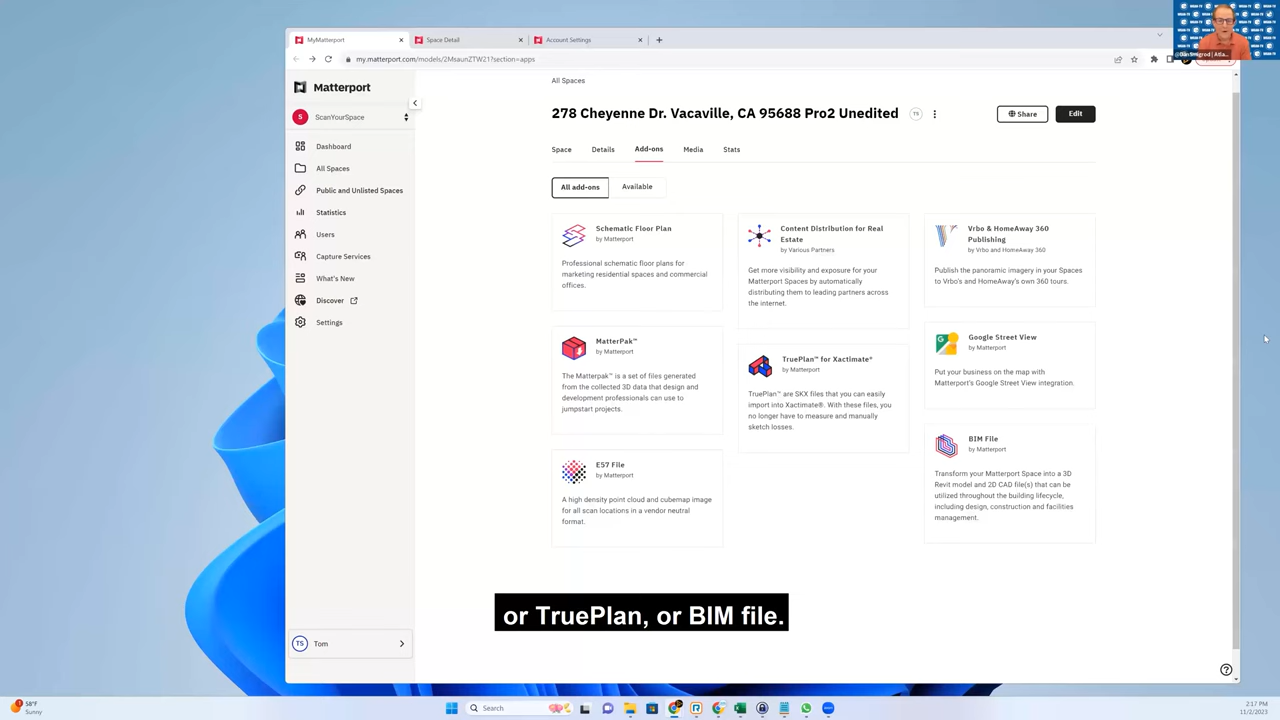 MyMatterport
Space Detail
Account Settings
my.matterport.com/models/2MsaunZTW21?section=apps
Matterport
S
ScanYourSpace
Dashboard
All Spaces
Public and Unlisted Spaces
Statistics
Users
Capture Services
What's New
Discover
Settings
TS
Tom
All Spaces
278 Cheyenne Dr. Vacaville, CA 95688 Pro2 Unedited
TS
Share
Edit
Space
Details
Add-ons
Media
Stats
All add-ons
Available
Schematic Floor Plan
by Matterport
Professional schematic floor plans for
marketing residential spaces and commercial
offices.
MatterPak™
by Matterport
The Matterpak™ is a set of files generated
from the collected 3D data that design and
development professionals can use to
jumpstart projects.
E57 File
by Matterport
A high density point cloud and cubemap image
for all scan locations in a vendor neutral
format.
Content Distribution for Real
Estate
by Various Partners
Get more visibility and exposure for your
Matterport Spaces by automatically
distributing them to leading partners across
the internet.
TruePlan™ for Xactimate®
by Matterport
TruePlan™ are SKX files that you can easily
import into Xactimate®. With these files, you
no longer have to measure and manually
sketch losses.
Vrbo & HomeAway 360
Publishing
by Vrbo and HomeAway 360
Publish the panoramic imagery in your Spaces
to Vrbo's and HomeAway's own 360 tours.
Google Street View
by Matterport
Put your business on the map with
Matterport's Google Street View integration.
BIM File
by Matterport
Transform your Matterport Space into a 3D
Revit model and 2D CAD file(s) that can be
utilized throughout the building lifecycle,
including design, construction and facilities
management.
or TruePlan, or BIM file.
58°F
Sunny
Search
2:17 PM
11/2/2023